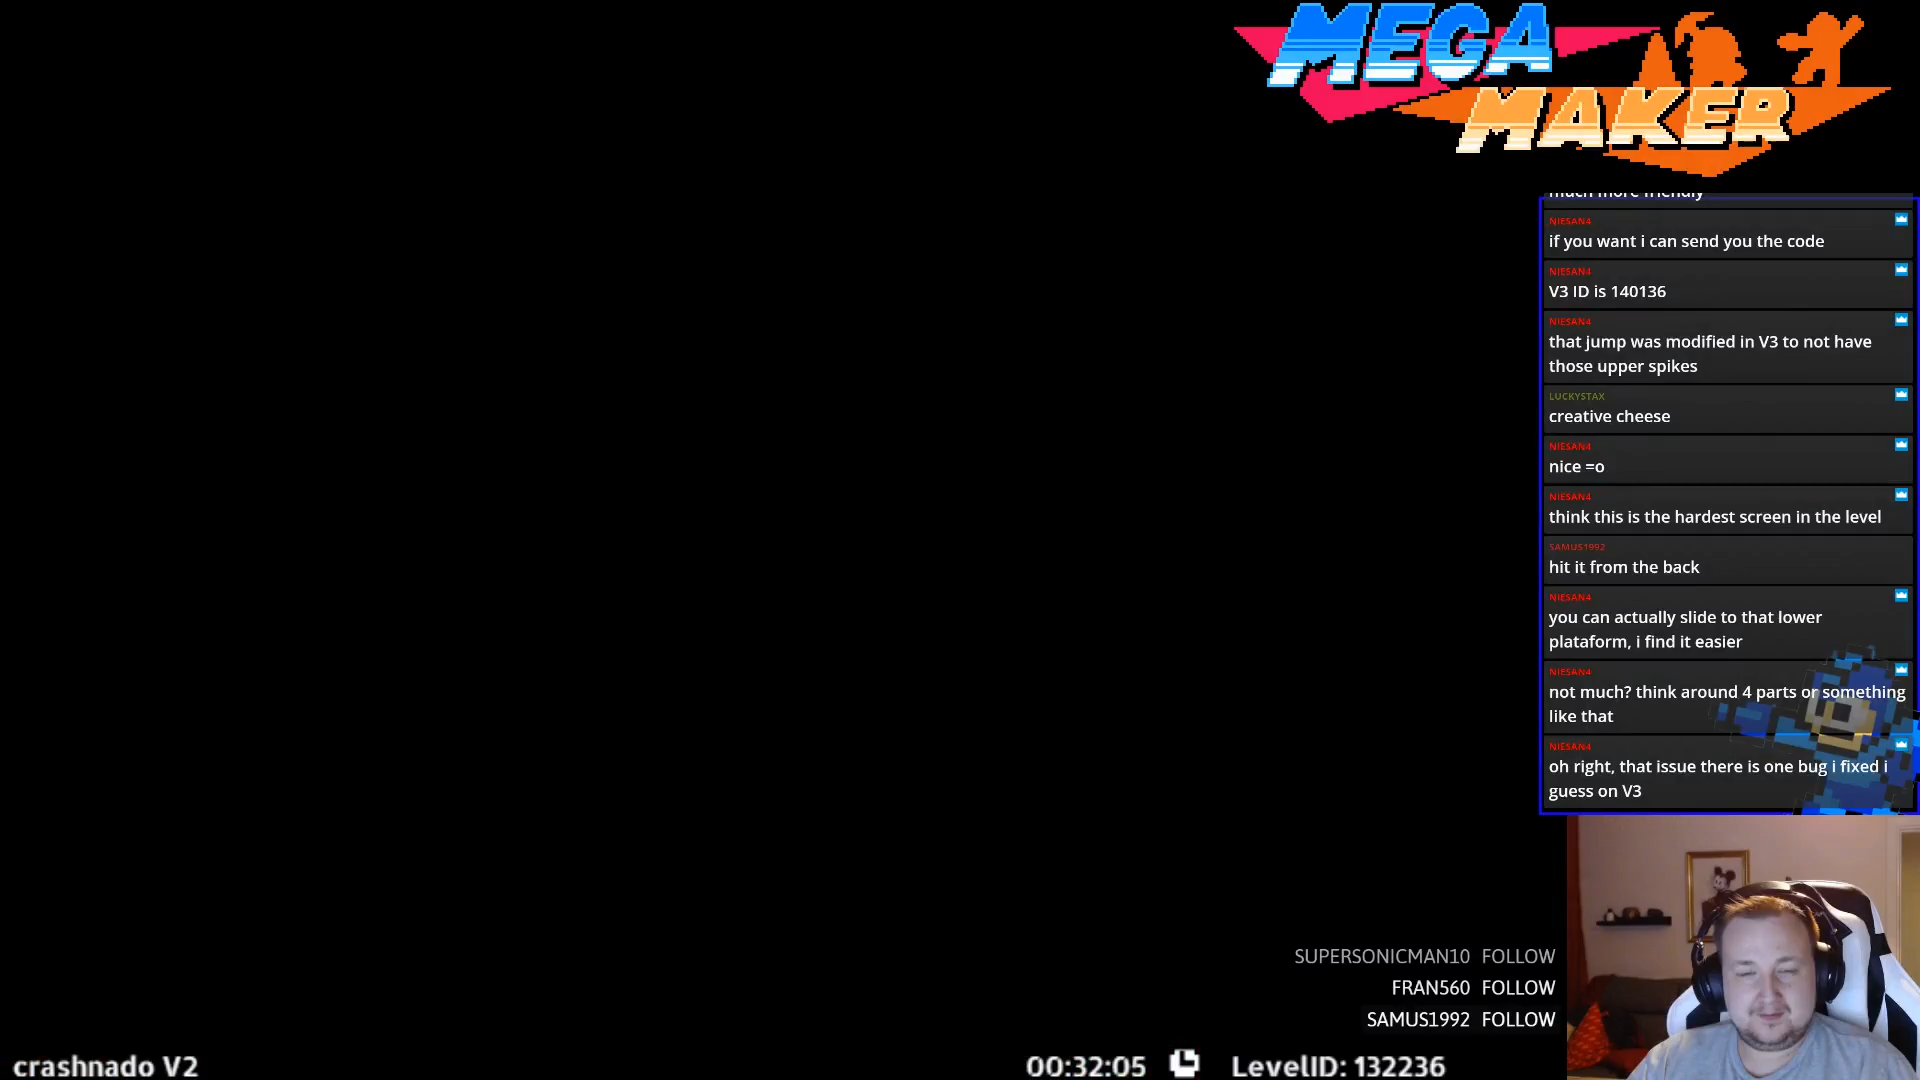 MEGA
MAKER
much more friendly
NIESAN4
if you want i can send you the code
NIESAN4
V3 ID is 140136
NIESAN4
that jump was modified in V3 to not have
those upper spikes
LUCKYSTAX
creative cheese
NIESAN4
nice =o
NIESAN4
think this is the hardest screen in the level
SAMUS1992
hit it from the back
NIESAN4
you can actually slide to that lower
plataform, i find it easier
NIESAN4
not much? think around 4 parts or something
like that
NIESAN4
oh right, that issue there is one bug i fixed i
guess on V3
SUPERSONICMAN10 FOLLOW
FRAN560 FOLLOW
SAMUS1992 FOLLOW
crashnado V2
00:32:05
LevelID: 132236